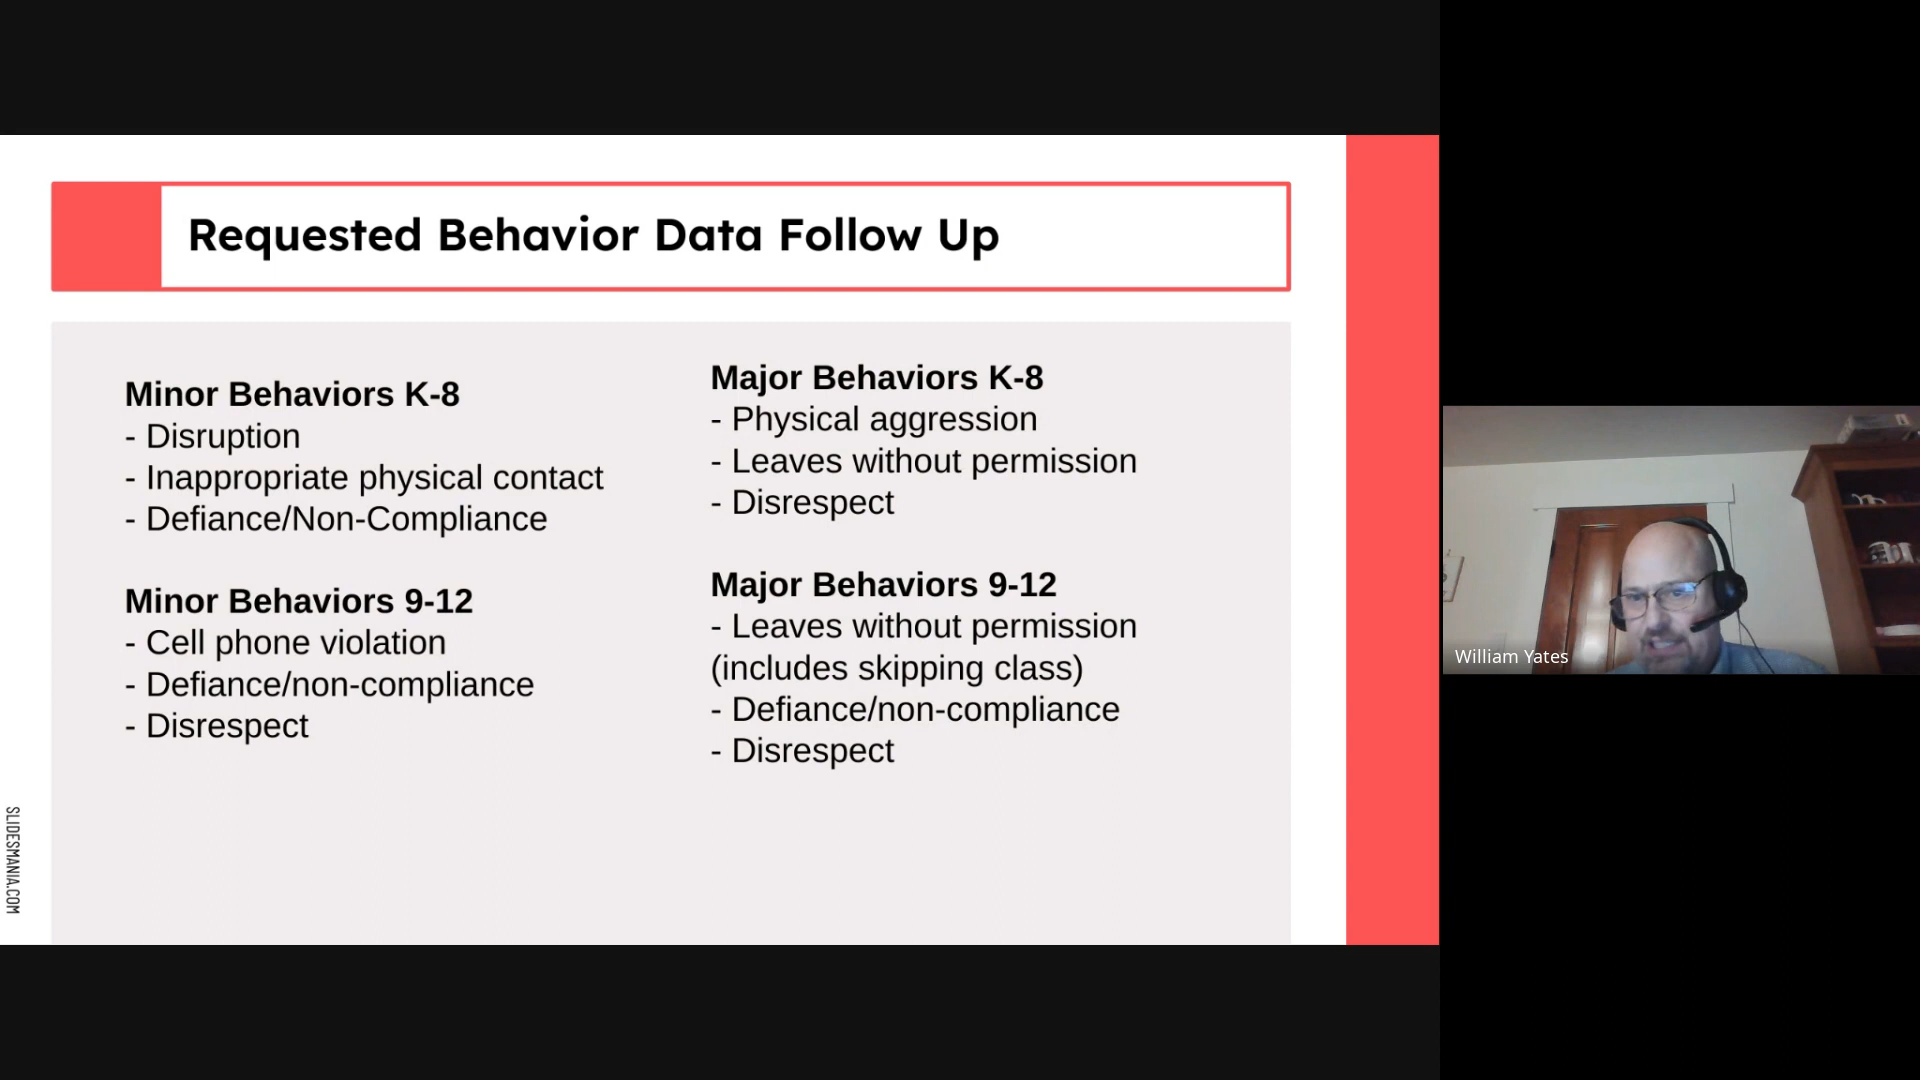 Requested Behavior Data Follow Up
Minor Behaviors K-8
- Disruption
- Inappropriate physical contact
- Defiance/Non-Compliance
Minor Behaviors 9-12
- Cell phone violation
- Defiance/non-compliance
- Disrespect
Major Behaviors K-8
- Physical aggression
- Leaves without permission
- Disrespect
Major Behaviors 9-12
- Leaves without permission
(includes skipping class)
- Defiance/non-compliance
- Disrespect
SLIDESMANIA.COM
William Yates